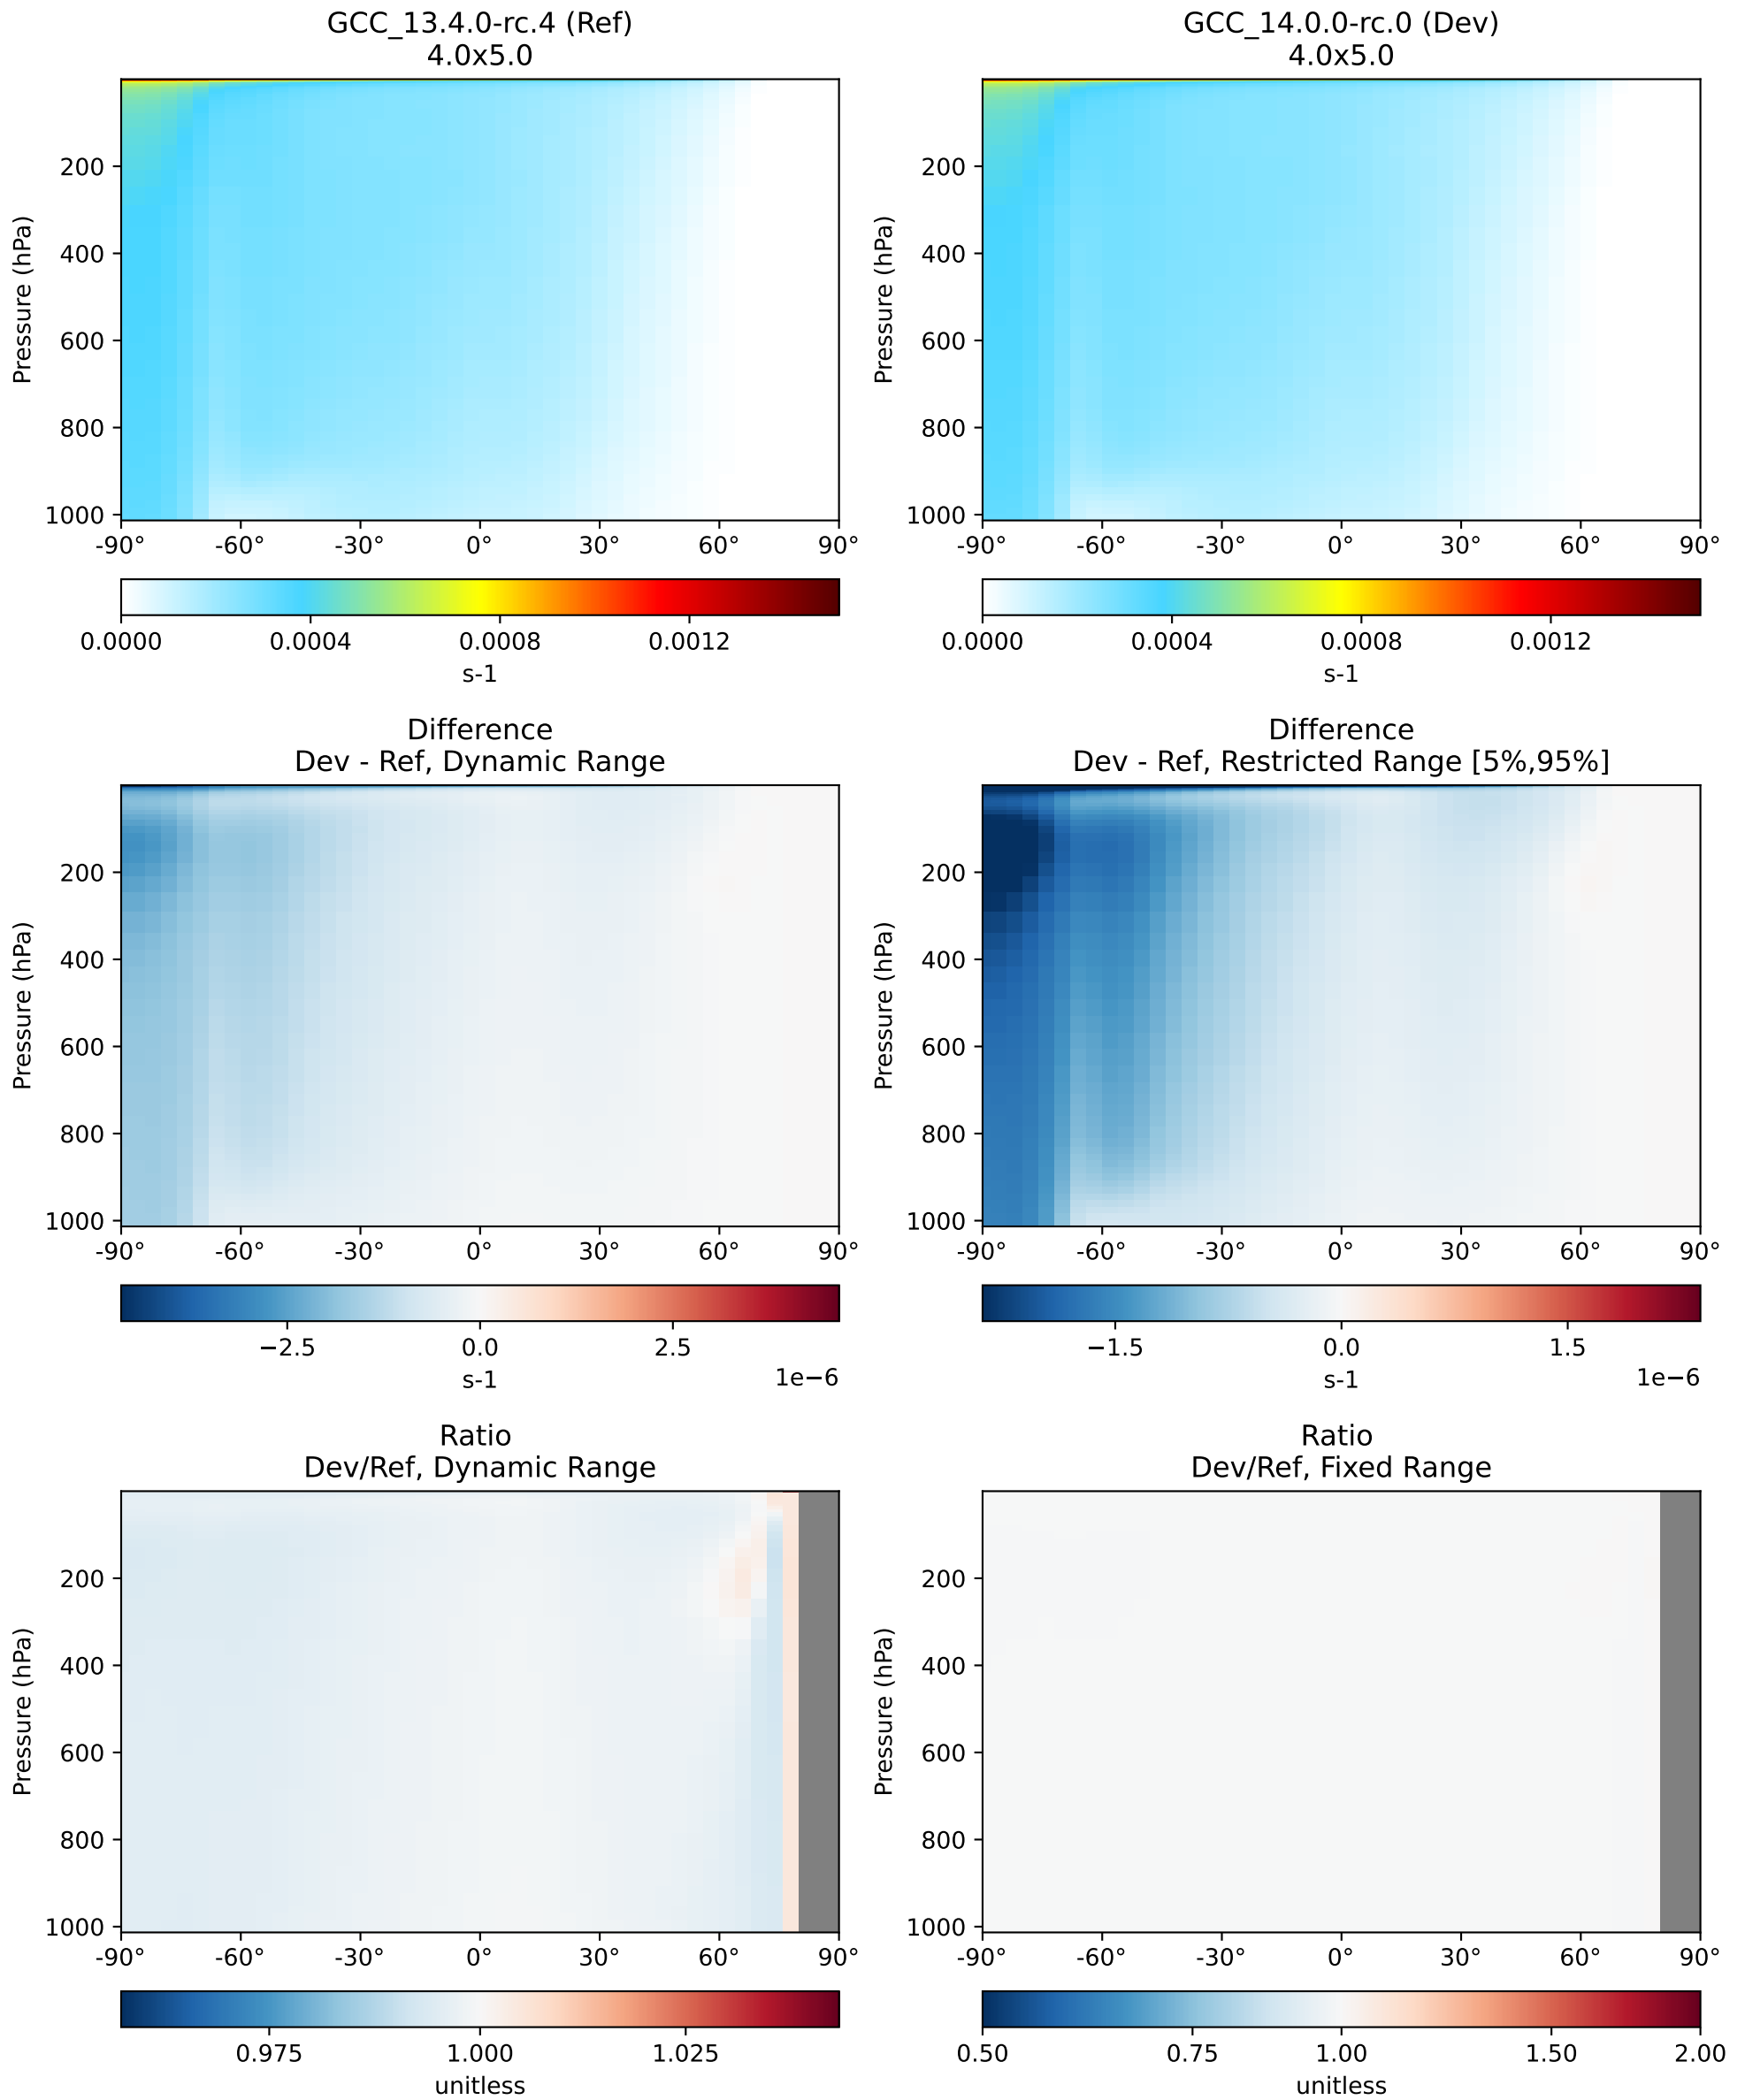 GCC_13.4.0-rc.4 (Ref)
4.0x5.0
Pressure (hPa)
200
400
600
800
1000
-90° -60° -30° 0° 30° 60° 90°
0.0000 0.0004 0.0008 0.0012
s-1
GCC_14.0.0-rc.0 (Dev)
4.0x5.0
Pressure (hPa)
200
400
600
800
1000
-90° -60° -30° 0° 30° 60° 90°
0.0000 0.0004 0.0008 0.0012
s-1
Difference
Dev - Ref, Dynamic Range
Pressure (hPa)
200
400
600
800
1000
-90° -60° -30° 0° 30° 60° 90°
−2.5 0.0 2.5
s-1 1e−6
Difference
Dev - Ref, Restricted Range [5%,95%]
Pressure (hPa)
200
400
600
800
1000
-90° -60° -30° 0° 30° 60° 90°
−1.5 0.0 1.5
s-1 1e−6
Ratio
Dev/Ref, Dynamic Range
Pressure (hPa)
200
400
600
800
1000
-90° -60° -30° 0° 30° 60° 90°
0.975 1.000 1.025
unitless
Ratio
Dev/Ref, Fixed Range
Pressure (hPa)
200
400
600
800
1000
-90° -60° -30° 0° 30° 60° 90°
0.50 0.75 1.00 1.50 2.00
unitless